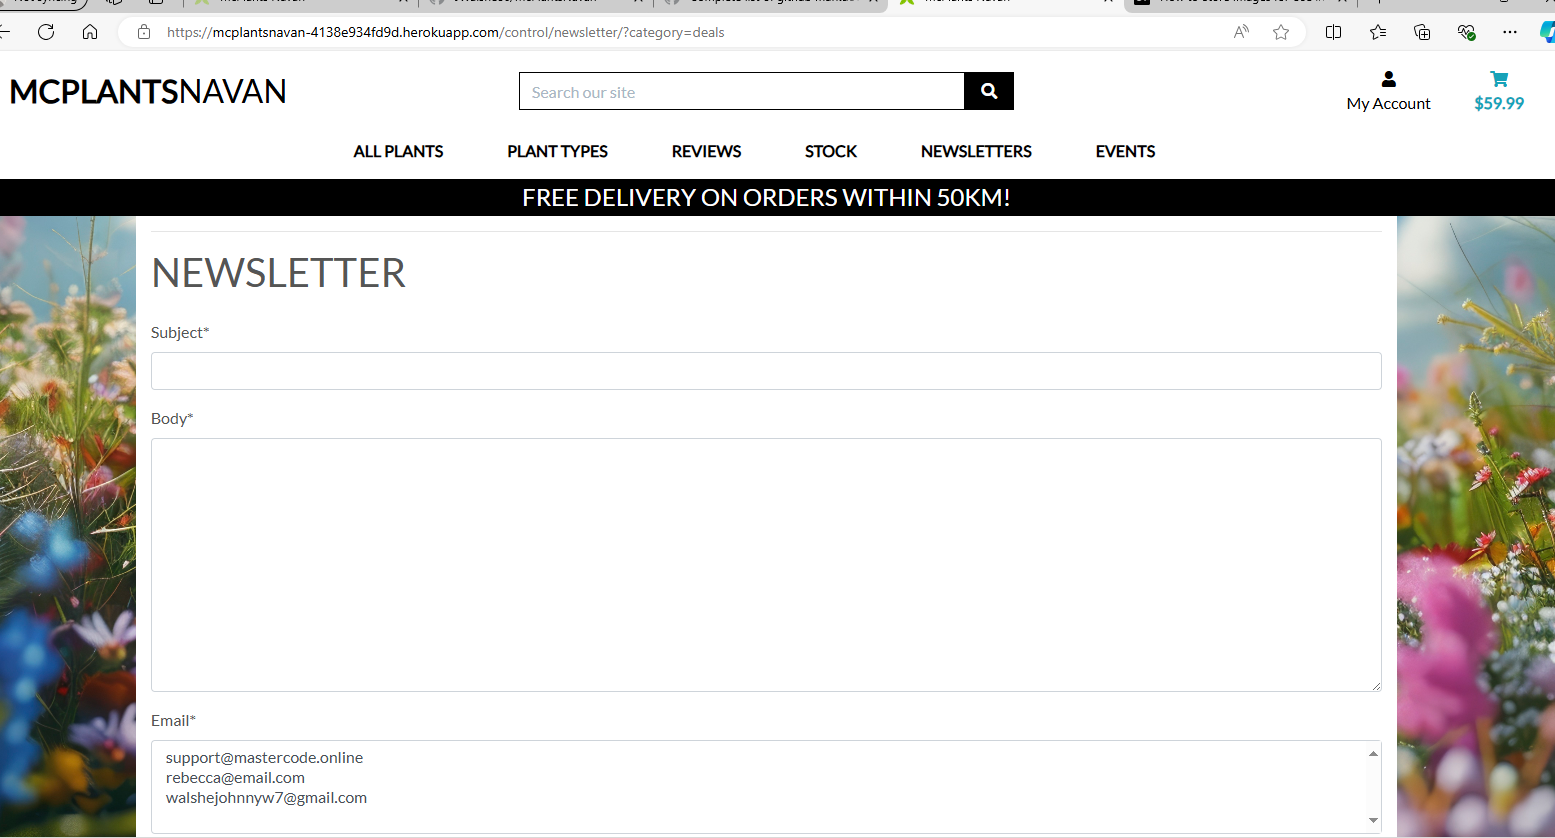 https://mcplantsnavan-4138e934fd9d.herokuapp.com/control/newsletter/?category=deals
MCPLANTSNAVAN
Search our site
My Account
$59.99
ALL PLANTS
PLANT TYPES
REVIEWS
STOCK
NEWSLETTERS
EVENTS
FREE DELIVERY ON ORDERS WITHIN 50KM!
NEWSLETTER
Subject*
Body*
Email*
support@mastercode.online
rebecca@email.com
walshejohnnyw7@gmail.com